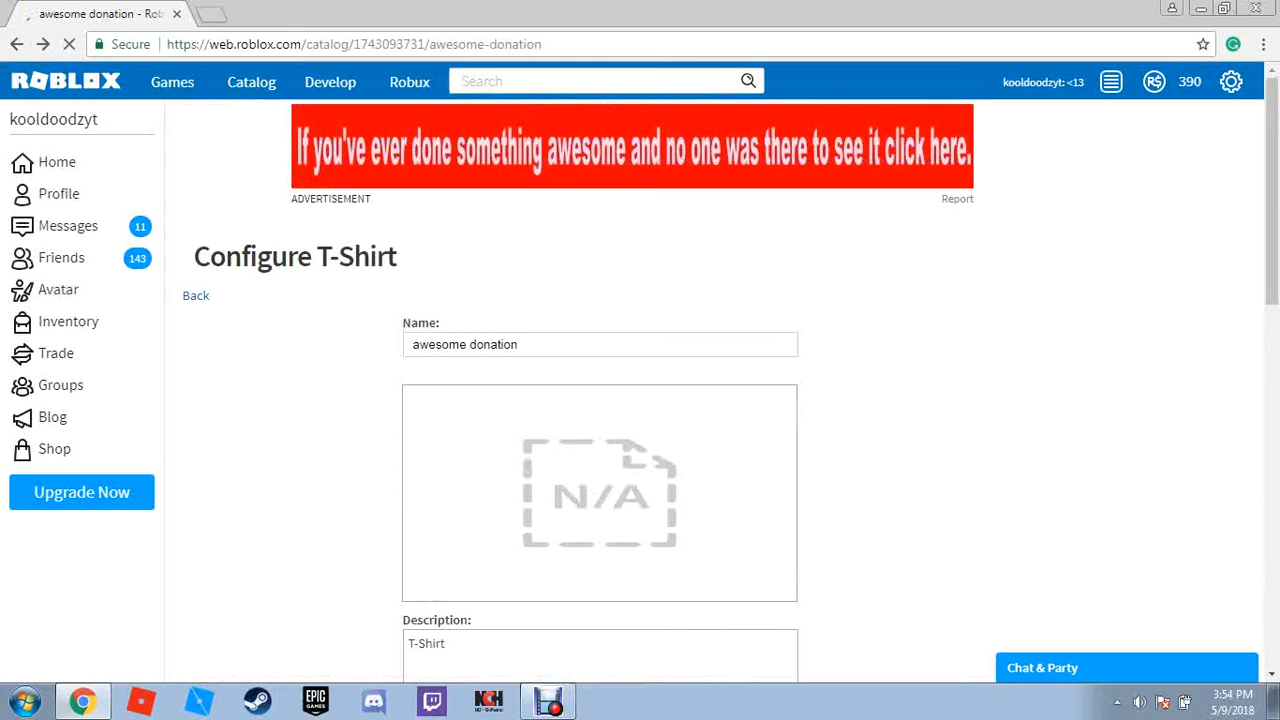 awesome donation - Rob
Secure https://web.roblox.com/catalog/1743093731/awesome-donation
ROBLOX Games Catalog Develop Robux Search kooldoodzyt: <13 R$ 390
kooldoodzyt
Home
Profile
Messages 11
Friends 143
Avatar
Inventory
Trade
Groups
Blog
Shop
Upgrade Now
If you've ever done something awesome and no one was there to see it click here.
ADVERTISEMENT Report
Configure T-Shirt
Back
Name:
awesome donation
N/A
Description:
T-Shirt
Chat & Party
EPIC
GAMES
NCH
3:54 PM
5/9/2018